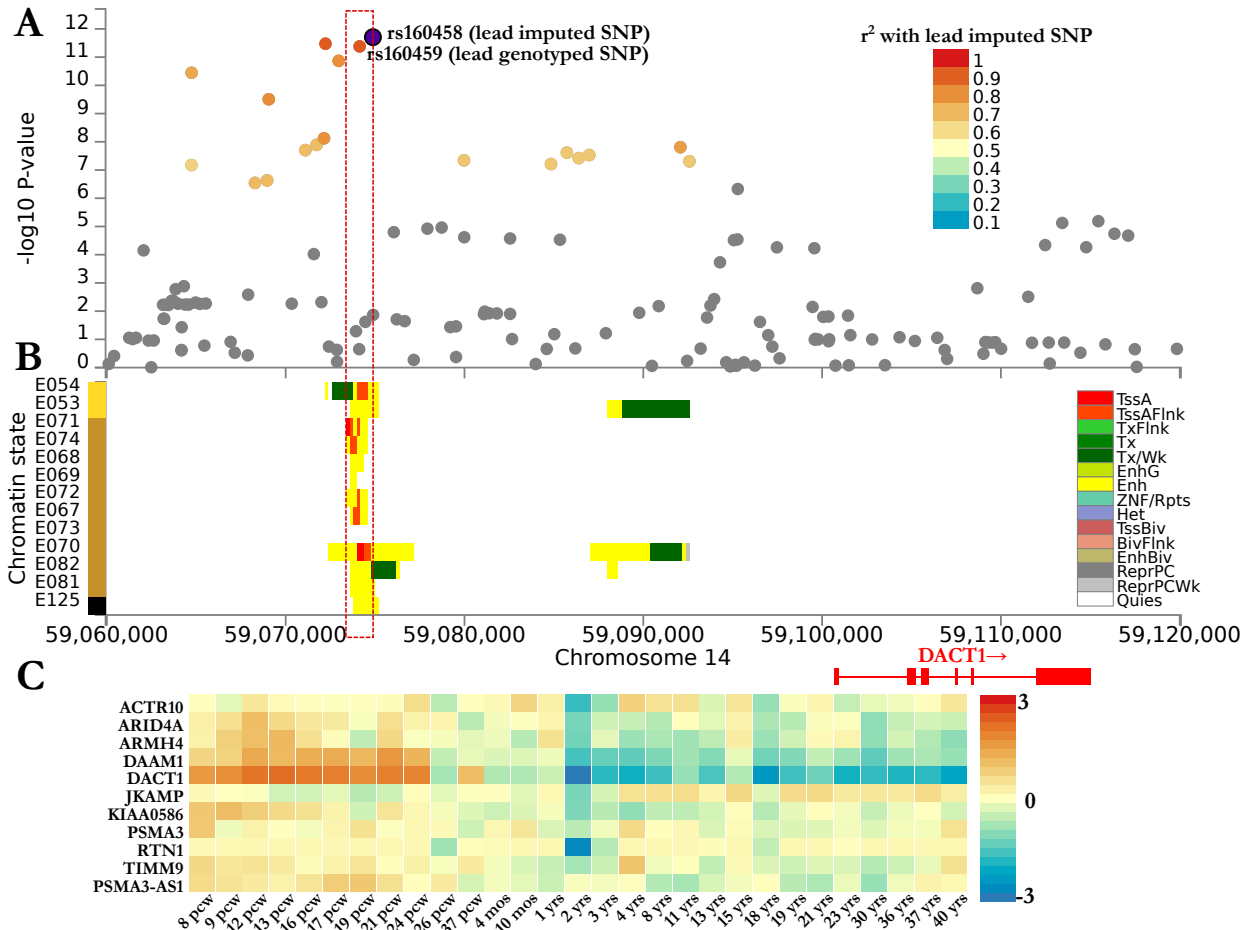 A
12
11
10
9
8
7
6
5
4
3
2
1
0
-log10 P-value
rs160458 (lead imputed SNP)
rs160459 (lead genotyped SNP)
r² with lead imputed SNP
1
0.9
0.8
0.7
0.6
0.5
0.4
0.3
0.2
0.1
B
Chromatin state
E054
E053
E071
E074
E068
E069
E072
E067
E073
E070
E082
E081
E125
TssA
TssAFlnk
TxFlnk
Tx
Tx/Wk
EnhG
Enh
ZNF/Rpts
Het
TssBiv
BivFlnk
EnhBiv
ReprPC
ReprPCWk
Quies
59,060,000 59,070,000 59,080,000 59,090,000 59,100,000 59,110,000 59,120,000
Chromosome 14
DACT1→
C
ACTR10
ARID4A
ARMH4
DAAM1
DACT1
JKAMP
KIAA0586
PSMA3
RTN1
TIMM9
PSMA3-AS1
3
0
-3
8 pcw 9 pcw 12 pcw 13 pcw 16 pcw 17 pcw 19 pcw 21 pcw 24 pcw 26 pcw 37 pcw 4 mos 10 mos 1 yrs 2 yrs 3 yrs 4 yrs 8 yrs 11 yrs 13 yrs 15 yrs 18 yrs 19 yrs 21 yrs 23 yrs 30 yrs 36 yrs 37 yrs 40 yrs